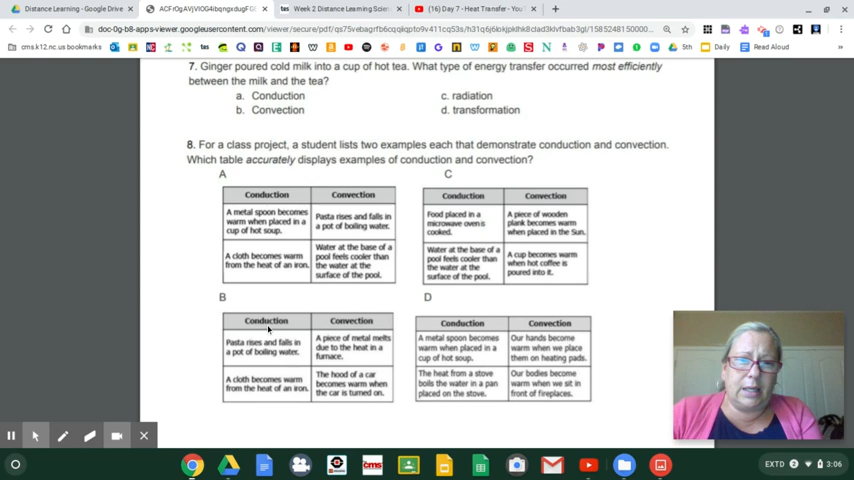 Distance Learning - Google Drive
ACFrOgAVjVlOG4ibqngxdugFG
Week 2 Distance Learning Scien
(16) Day 7 - Heat Transfer - You
doc-0g-b8-apps-viewer.googleusercontent.com/viewer/secure/pdf/
cms.k12.nc.us bookmarks
5th
Daily
Read Aloud
7. Ginger poured cold milk into a cup of hot tea. What type of energy transfer occurred most efficiently
between the milk and the tea?
a. Conduction
c. radiation
b. Convection
d. transformation
8. For a class project, a student lists two examples each that demonstrate conduction and convection.
Which table accurately displays examples of conduction and convection?
A
Conduction
Convection
A metal spoon becomes
warm when placed in a
cup of hot soup.
Pasta rises and falls in
a pot of boiling water.
A cloth becomes warm
from the heat of an iron.
Water at the base of a
pool feels cooler than
the water at the
surface of the pool.
C
Conduction
Convection
Food placed in a
microwave oven is
cooked.
A piece of wooden
plank becomes warm
when placed in the Sun.
Water at the base of a
pool feels cooler than
the water at the
surface of the pool.
A cup becomes warm
when hot coffee is
poured into it.
B
Conduction
Convection
Pasta rises and falls in
a pot of boiling water.
A piece of metal melts
due to the heat in a
furnace.
A cloth becomes warm
from the heat of an iron.
The hood of a car
becomes warm when
the car is turned on.
D
Conduction
Convection
A metal spoon becomes
warm when placed in a
cup of hot soup.
Our hands become
warm when we place
them on heating pads.
The heat from a stove
boils the water in a pan
placed on the stove.
Our bodies become
warm when we sit in
front of fireplaces.
cms
EXTD
2
3:06